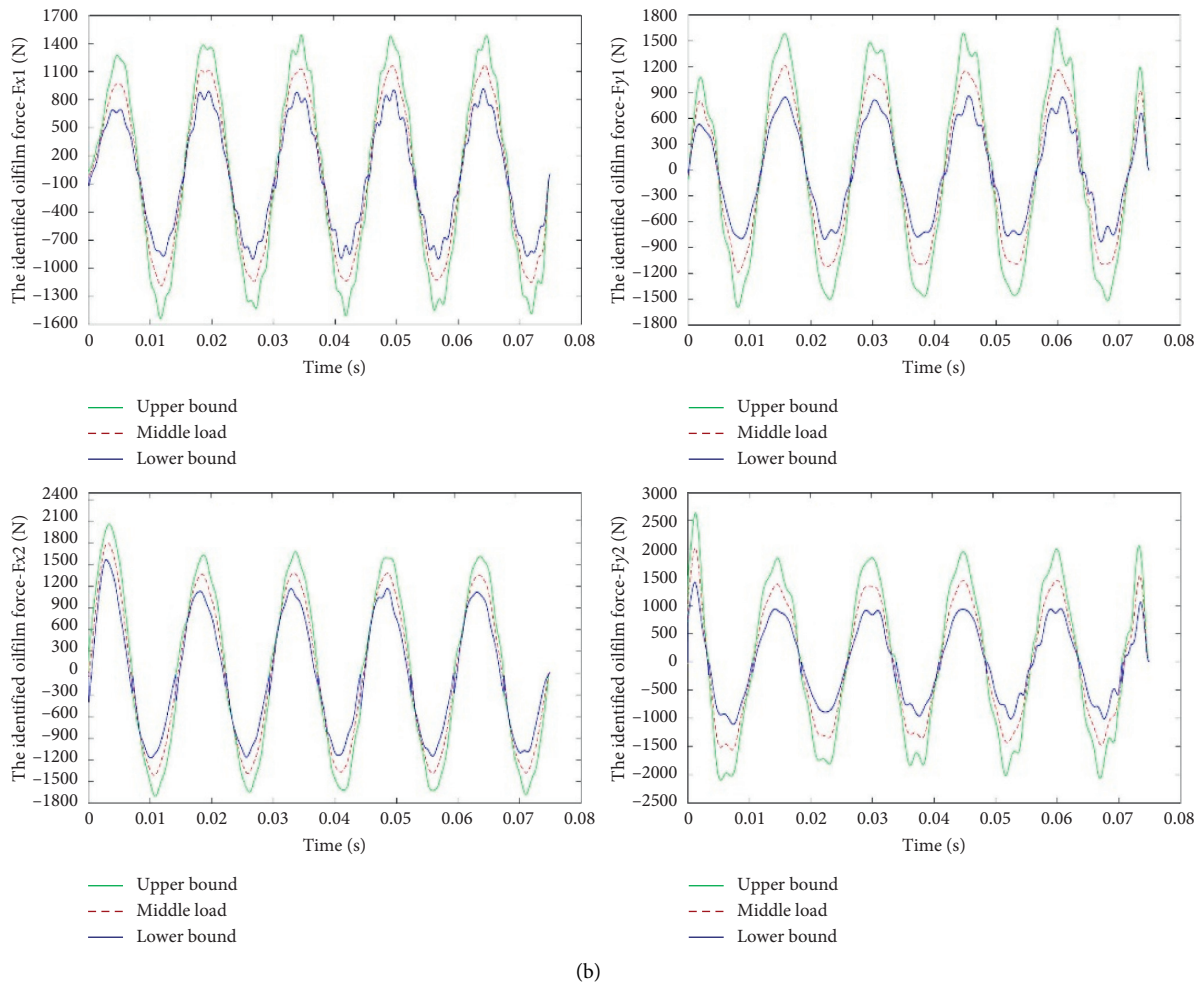 The identified oilfilm force-Fx1 (N)
1700
1400
1100
800
500
200
−100
−400
−700
−1000
−1300
−1600
0 0.01 0.02 0.03 0.04 0.05 0.06 0.07 0.08
Time (s)
Upper bound
Middle load
Lower bound
The identified oilfilm force-Fy1 (N)
1800
1500
1200
900
600
300
0
−300
−600
−900
−1200
−1500
−1800
0 0.01 0.02 0.03 0.04 0.05 0.06 0.07 0.08
Time (s)
Upper bound
Middle load
Lower bound
The identified oilfilm force-Fx2 (N)
2400
2100
1800
1500
1200
900
600
300
0
−300
−600
−900
−1200
−1500
−1800
0 0.01 0.02 0.03 0.04 0.05 0.06 0.07 0.08
Time (s)
Upper bound
Middle load
Lower bound
The identified oilfilm force-Fy2 (N)
3000
2500
2000
1500
1000
500
0
−500
−1000
−1500
−2000
−2500
0 0.01 0.02 0.03 0.04 0.05 0.06 0.07 0.08
Time (s)
Upper bound
Middle load
Lower bound
(b)